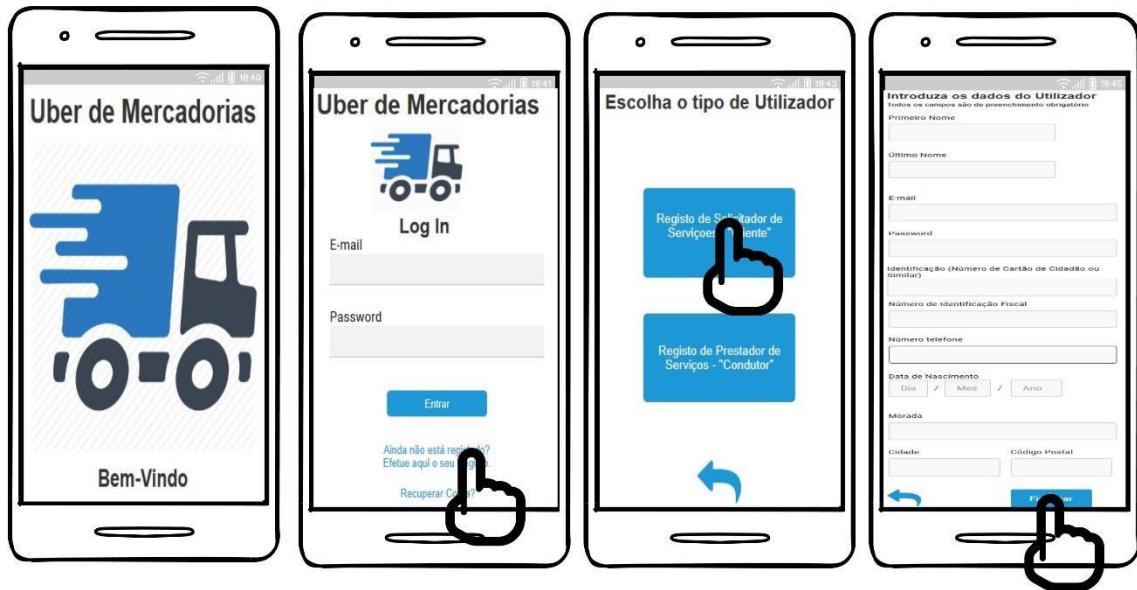 18:40
Uber de Mercadorias
Bem-Vindo
18:41
Uber de Mercadorias
Log In
E-mail
Password
Entrar
Ainda não está
Efetue aqui o seu
Recuperar
18:43
Escolha o tipo de Utilizador
Registo de Solicitador de
Serviçoes
Registo de Prestador de
Serviços - "Condutor"
18:45
Introduza os dados do Utilizador
Todos os campos são de preenchimento obrigatório
Primeiro Nome
Último Nome
E-mail
Password
Identificação (Número de Cartão de Cidadão ou
Similar)
Número de Identificação Fiscal
Número telefone
Data de Nascimento
Dia / Mes / Ano
Morada
Cidade
Código Postal